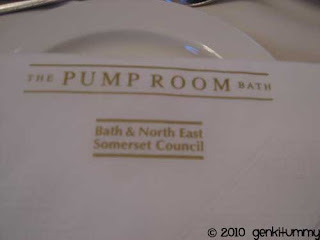 THE PUMP ROOM BATH
Bath & North East
Somerset Council
© 2010 genkitummy